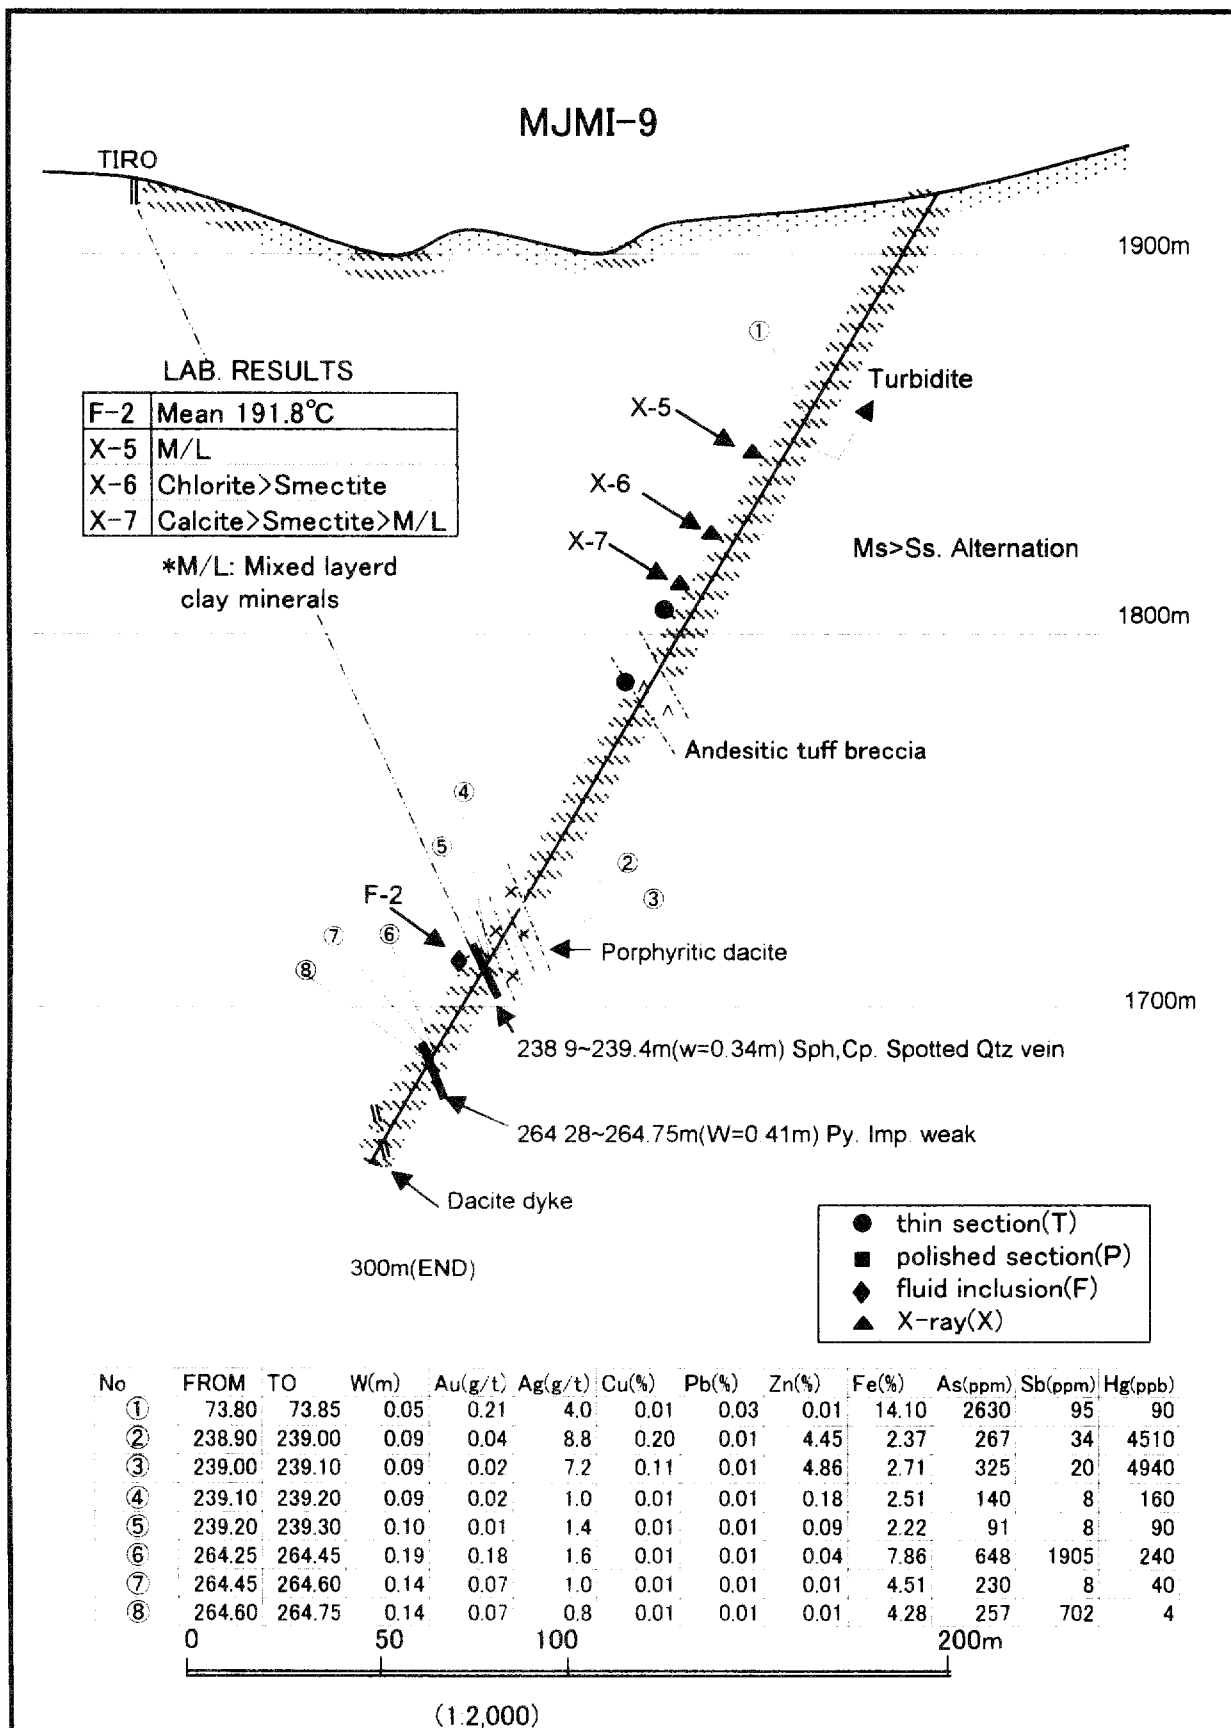 MJMI-9
TIRO
1900m
①
Turbidite
LAB. RESULTS
F-2 Mean 191.8°C
X-5 M/L
X-6 Chlorite>Smectite
X-7 Calcite>Smectite>M/L
*M/L: Mixed layerd
clay minerals
X-5
X-6
X-7
Ms>Ss. Alternation
1800m
Andesitic tuff breccia
④
⑤
②
③
F-2
⑦
⑥
⑧
Porphyritic dacite
1700m
238 9~239.4m(w=0.34m) Sph,Cp. Spotted Qtz vein
264 28~264.75m(W=0.41m) Py. Imp. weak
Dacite dyke
300m(END)
● thin section(T)
■ polished section(P)
◆ fluid inclusion(F)
▲ X-ray(X)
No FROM TO W(m) Au(g/t) Ag(g/t) Cu(%) Pb(%) Zn(%) Fe(%) As(ppm) Sb(ppm) Hg(ppb)
① 73.80 73.85 0.05 0.21 4.0 0.01 0.03 0.01 14.10 2630 95 90
② 238.90 239.00 0.09 0.04 8.8 0.20 0.01 4.45 2.37 267 34 4510
③ 239.00 239.10 0.09 0.02 7.2 0.11 0.01 4.86 2.71 325 20 4940
④ 239.10 239.20 0.09 0.02 1.0 0.01 0.01 0.18 2.51 140 8 160
⑤ 239.20 239.30 0.10 0.01 1.4 0.01 0.01 0.09 2.22 91 8 90
⑥ 264.25 264.45 0.19 0.18 1.6 0.01 0.01 0.04 7.86 648 1905 240
⑦ 264.45 264.60 0.14 0.07 1.0 0.01 0.01 0.01 4.51 230 8 40
⑧ 264.60 264.75 0.14 0.07 0.8 0.01 0.01 0.01 4.28 257 702 4
0 50 100 200m
(1:2,000)